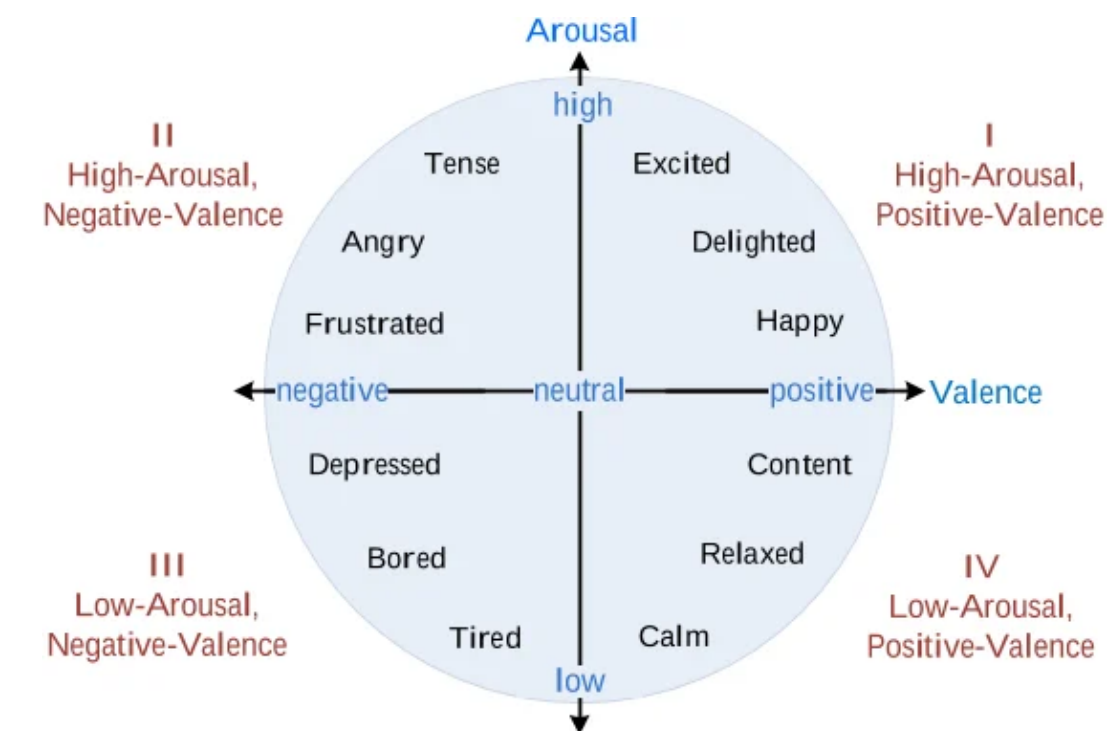 Arousal
high
II
High-Arousal,
Negative-Valence
I
High-Arousal,
Positive-Valence
Tense
Excited
Angry
Delighted
Frustrated
Happy
negative
neutral
positive
Valence
Depressed
Content
Bored
Relaxed
III
Low-Arousal,
Negative-Valence
IV
Low-Arousal,
Positive-Valence
Tired
Calm
low